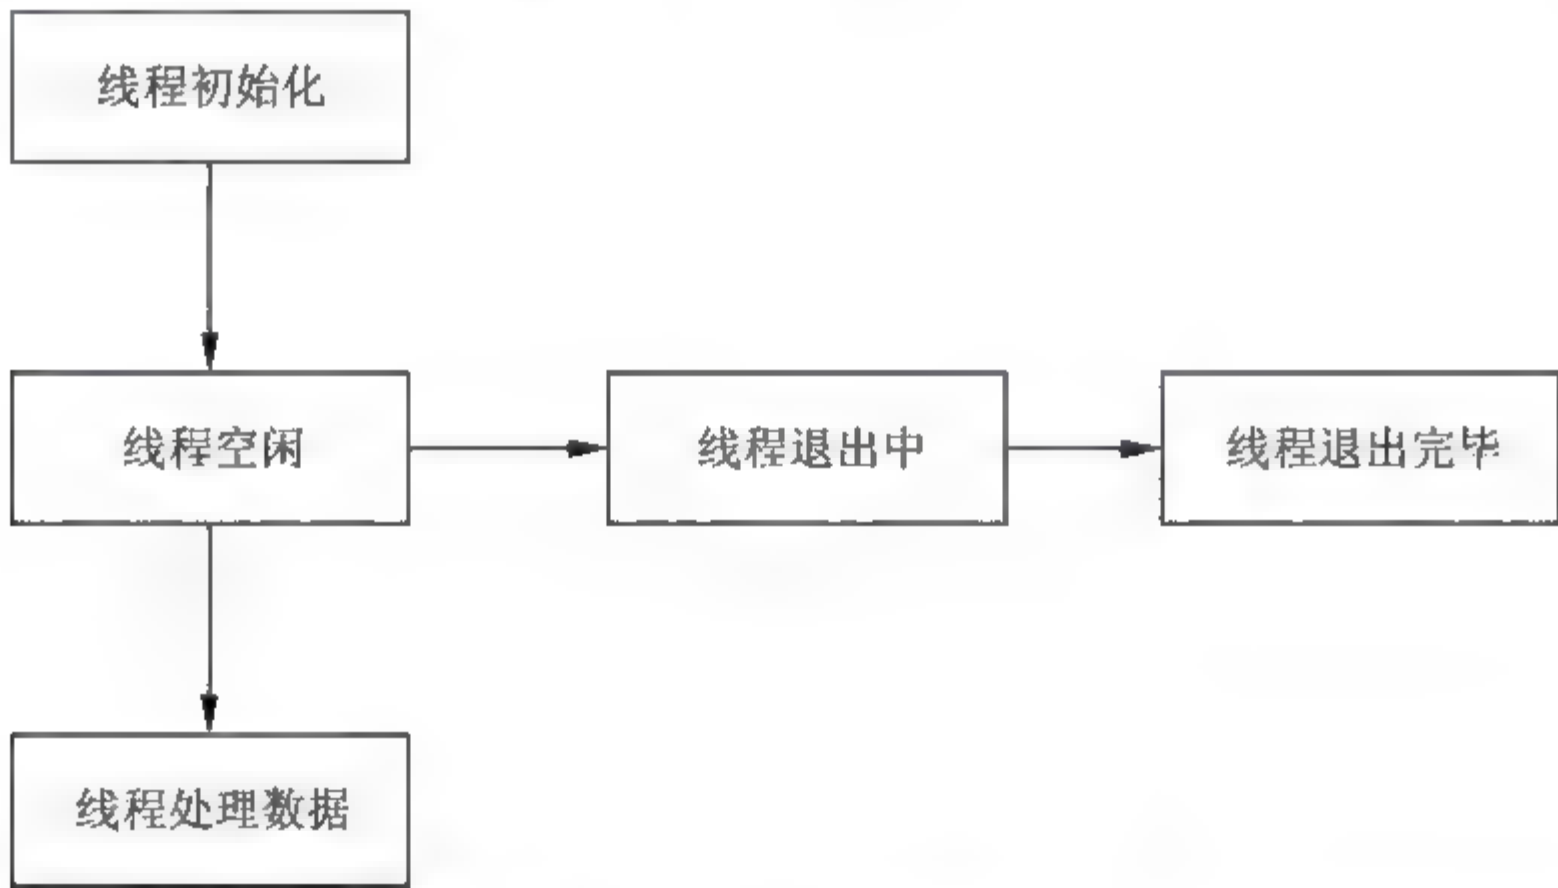 线程初始化
线程空闲
线程退出中
线程退出完毕
线程处理数据